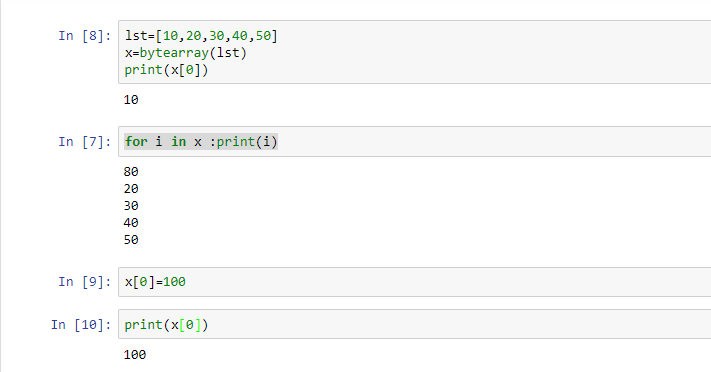 In [8]: lst=[10,20,30,40,50]
x=bytearray(lst)
print(x[0])
10
In [7]: for i in x :print(i)
80
20
30
40
50
In [9]: x[0]=100
In [10]: print(x[0])
100